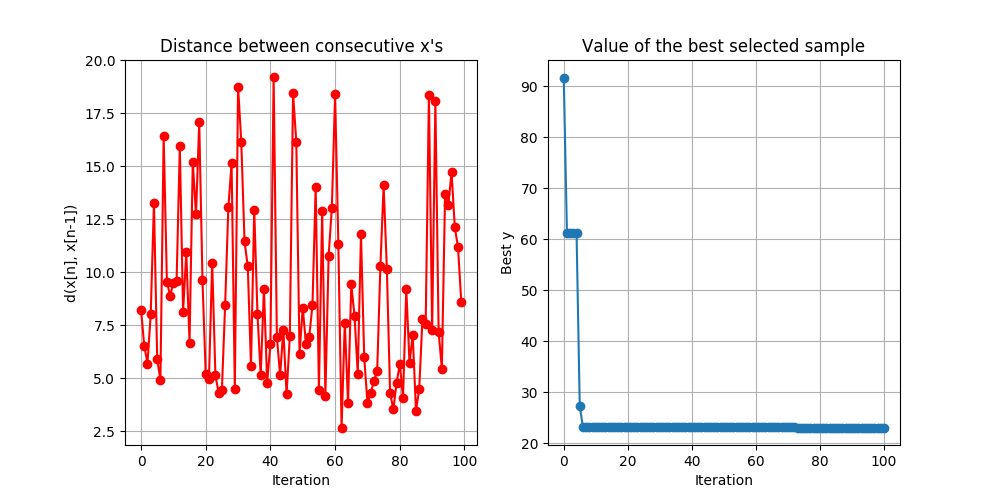 Distance between consecutive x's
d(x[n], x[n-1])
20.0
17.5
15.0
12.5
10.0
7.5
5.0
2.5
0 20 40 60 80 100
Iteration
Value of the best selected sample
Best y
90
80
70
60
50
40
30
20
0 20 40 60 80 100
Iteration